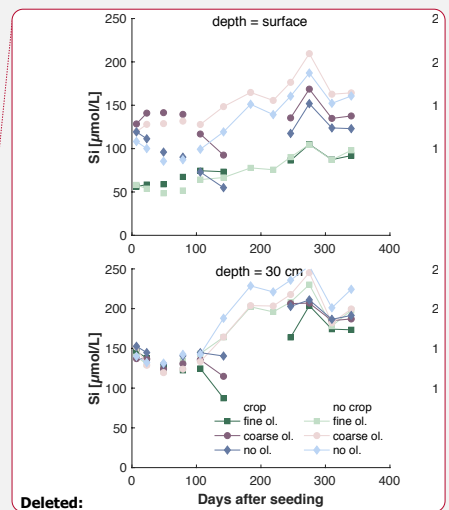 depth = surface
250
200
150
100
50
0
Si [µmol/L]
0 100 200 300 400
2
2
1
1
depth = 30 cm
250
200
150
100
50
0
Si [µmol/L]
crop no crop
fine ol. fine ol.
coarse ol. coarse ol.
no ol. no ol.
0 100 200 300 400
2
2
1
1
Deleted: Days after seeding